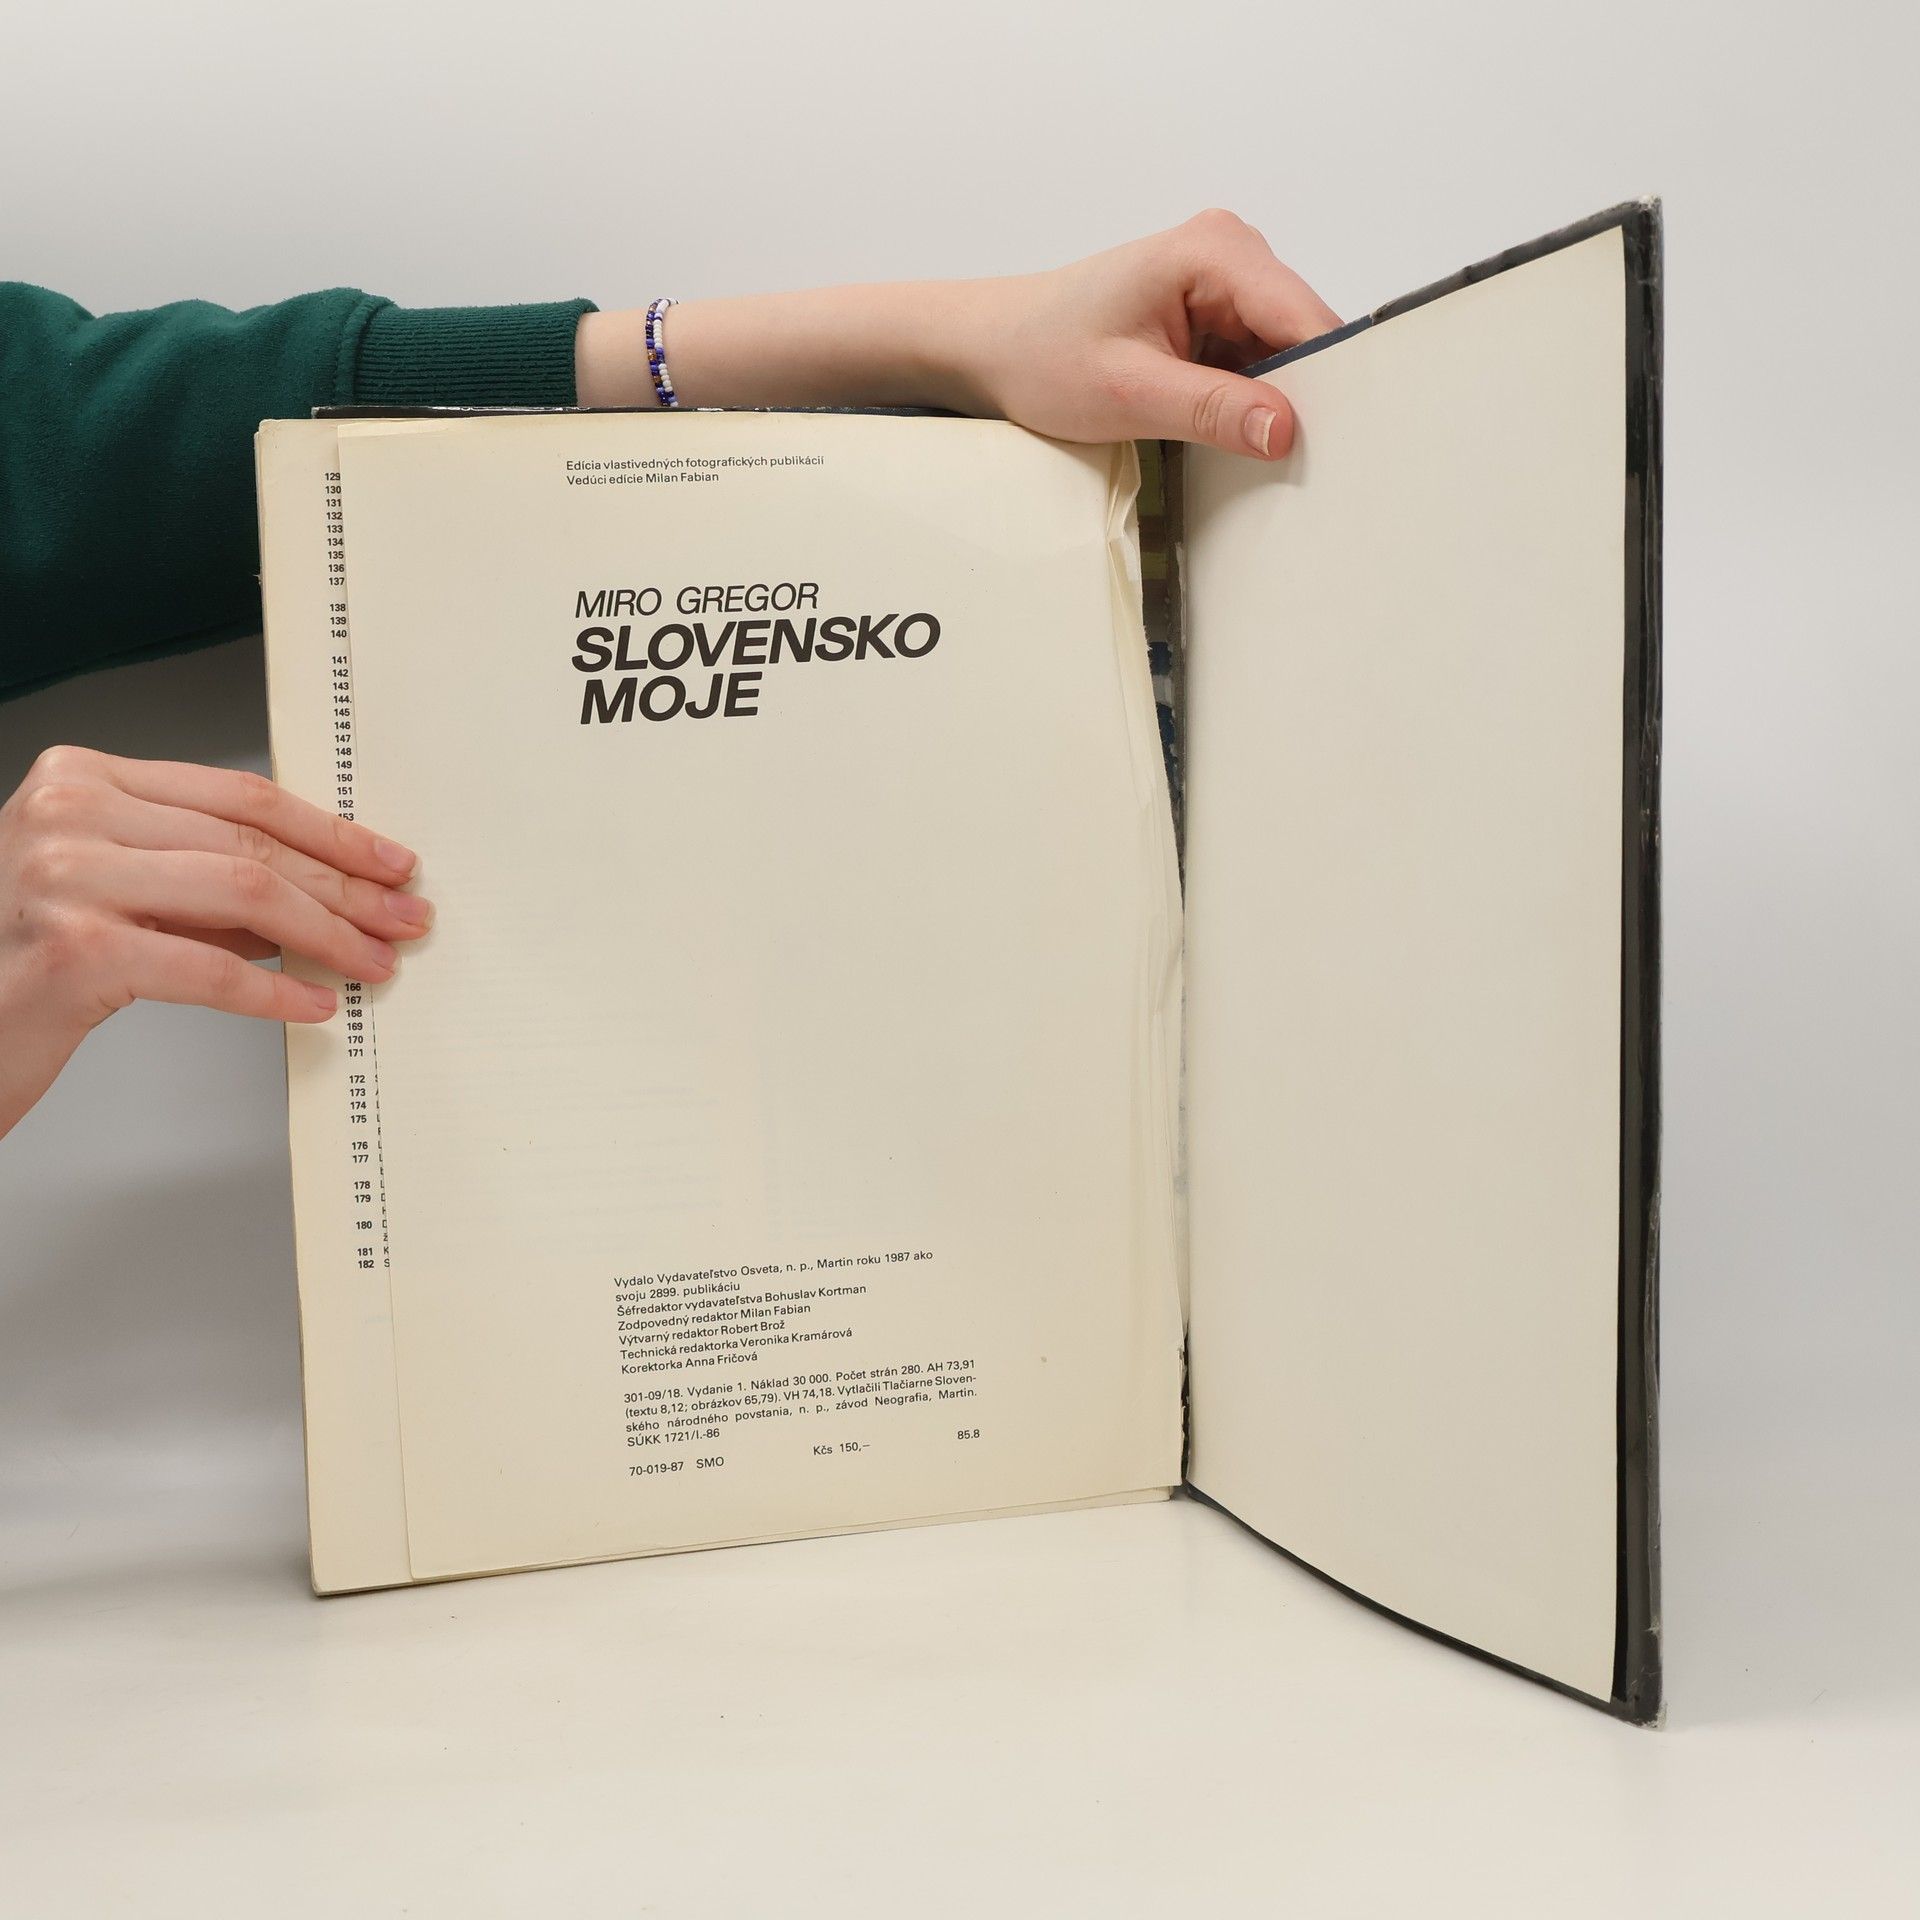 Edícia vlastivedných fotografických publikácií
Vedúci edície Milan Fabian
MIRO GREGOR
SLOVENSKO
MOJE
Vydalo Vydavateľstvo Osveta, n. p., Martin roku 1987 ako
svoju 2899. publikáciu
Šéfredaktor vydavateľstva Bohuslav Kortman
Zodpovedný redaktor Milan Fabian
Výtvarný redaktor Robert Brož
Technická redaktorka Veronika Kramárová
Korektorka Anna Fričová
301-09/18. Vydanie 1. Náklad 30 000. Počet strán 280. AH 73,91
(textu 8,12; obrázkov 65,79). VH 74,18. Vytlačili Tlačiarne Sloven-
ského národného povstania, n. p., závod Neografia, Martin.
SÚKK 1721/I.-86
70-019-87 SMO Kčs 150,— 85.8
129
130
131
132
133
134
135
136
137
138
139
140
141
142
143
144.
145
146
147
148
149
150
151
152
153
166
167
168
169
170
171
172 S
173
174 L
175 L
176 L
177 L
178 L
179 D
180 D
181 K
182 S